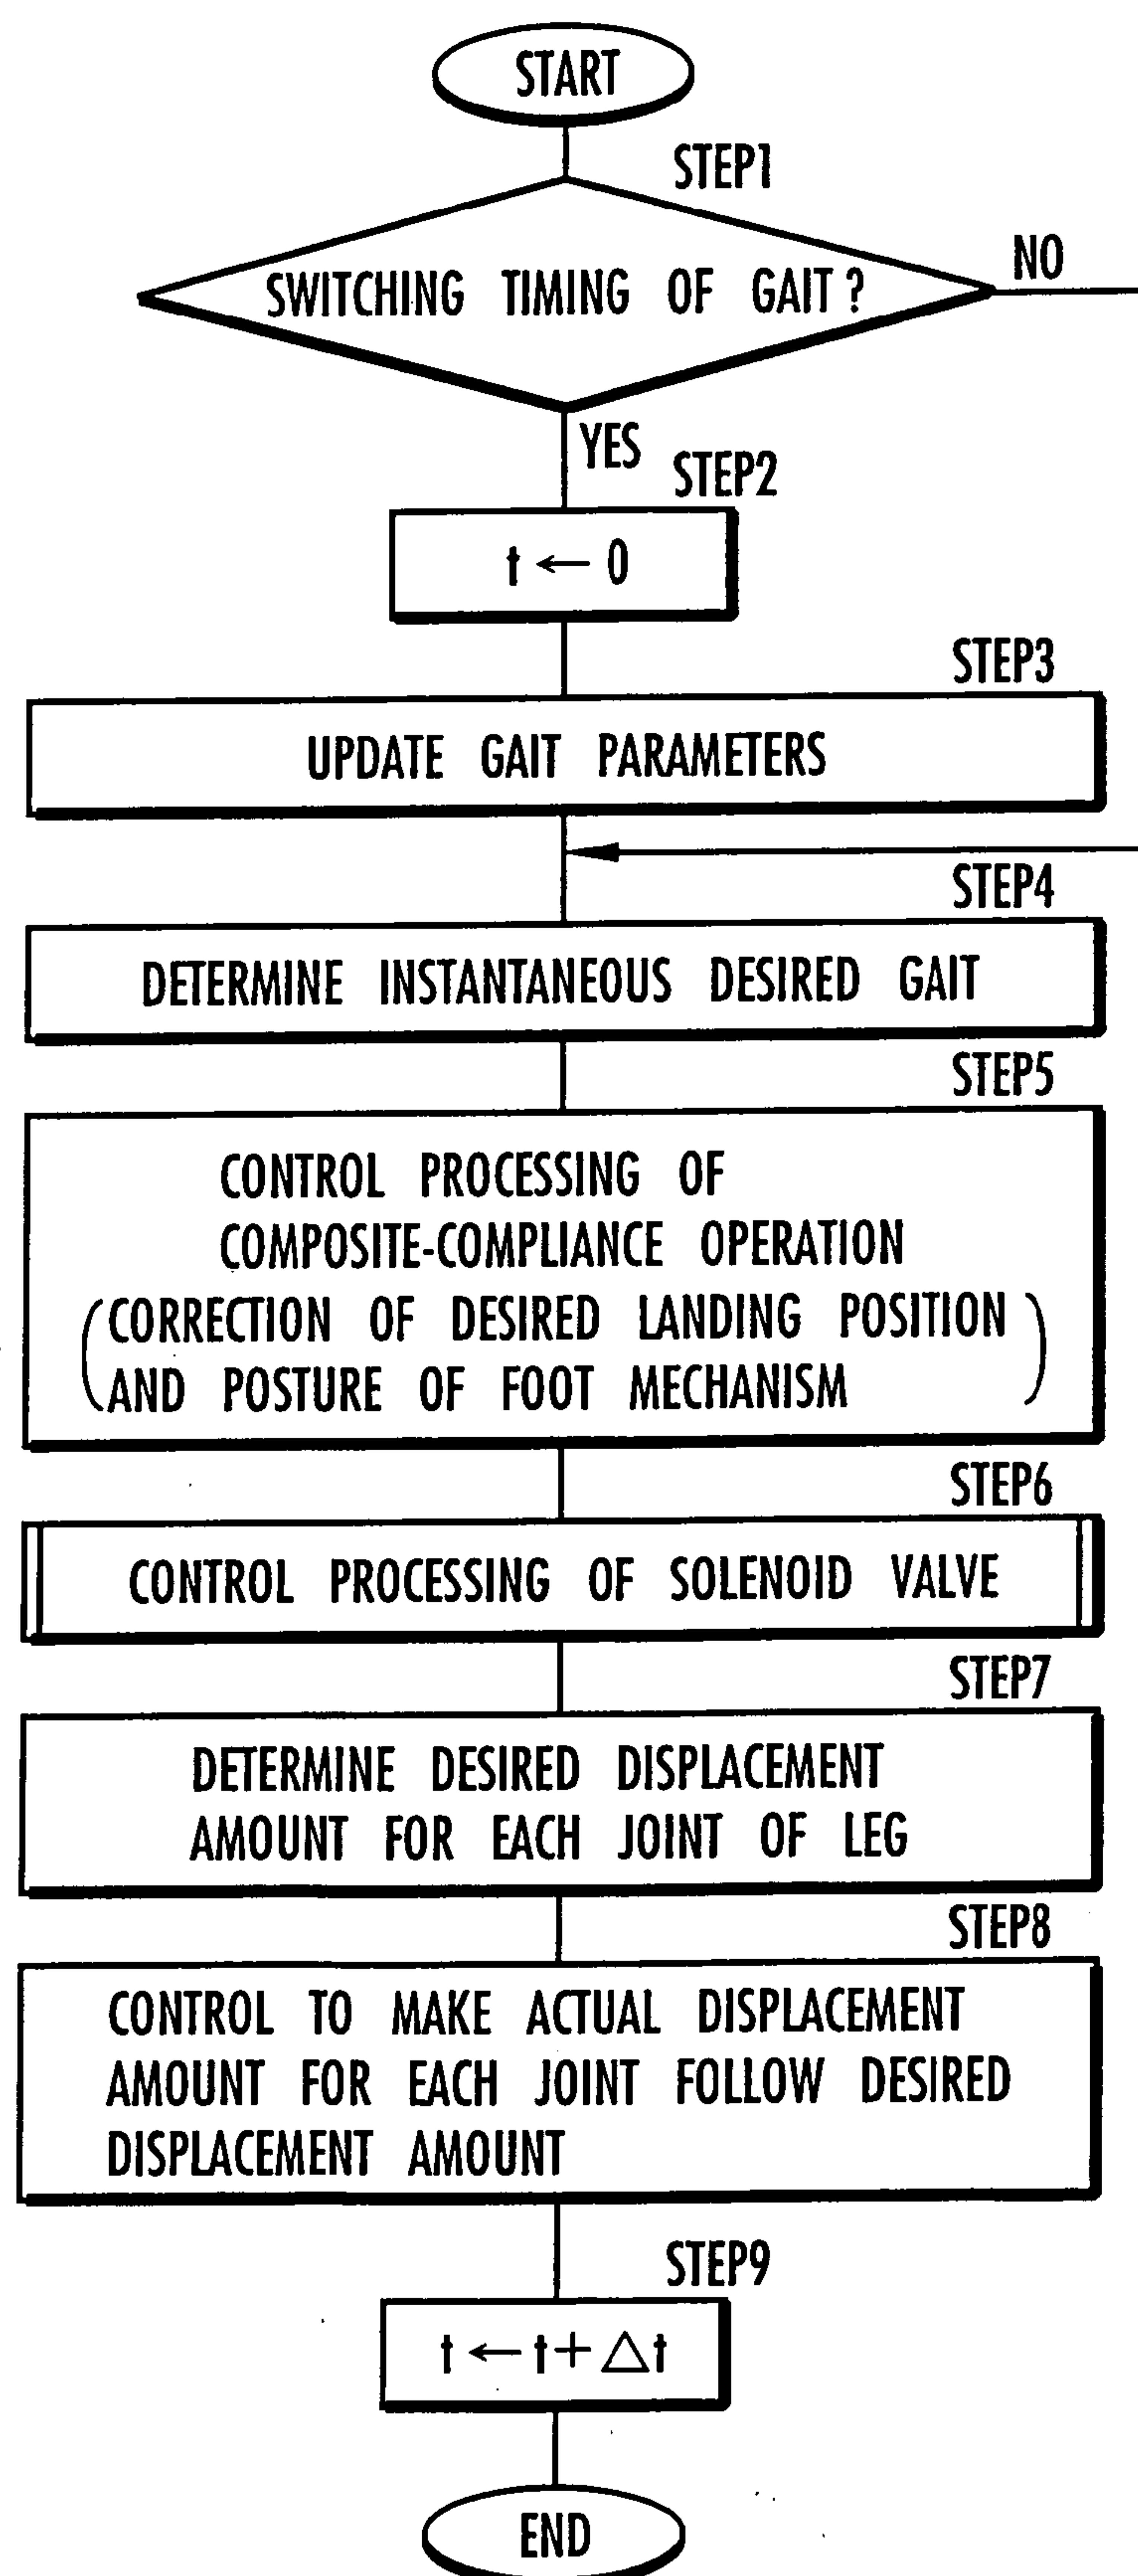 START
STEP1
SWITCHING TIMING OF GAIT?
NO
YES
STEP2
t ← 0
STEP3
UPDATE GAIT PARAMETERS
STEP4
DETERMINE INSTANTANEOUS DESIRED GAIT
STEP5
CONTROL PROCESSING OF
COMPOSITE-COMPLIANCE OPERATION
(CORRECTION OF DESIRED LANDING POSITION
AND POSTURE OF FOOT MECHANISM)
STEP6
CONTROL PROCESSING OF SOLENOID VALVE
STEP7
DETERMINE DESIRED DISPLACEMENT
AMOUNT FOR EACH JOINT OF LEG
STEP8
CONTROL TO MAKE ACTUAL DISPLACEMENT
AMOUNT FOR EACH JOINT FOLLOW DESIRED
DISPLACEMENT AMOUNT
STEP9
t ← t + △t
END